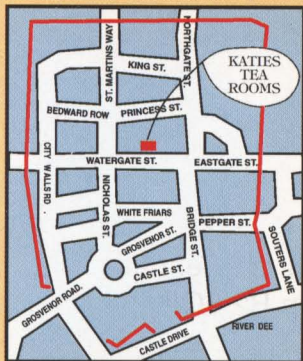 ST. MARTINS WAY
NORTHGATE ST.
KING ST.
KATIES
TEA
ROOMS
BEDWARD ROW
PRINCESS ST.
CITY WALLS RD.
WATERGATE ST.
EASTGATE ST.
NICHOLAS ST.
WHITE FRIARS
BRIDGE ST.
PEPPER ST.
GROSVENOR ST.
SOUTERS LANE
CASTLE ST.
GROSVENOR ROAD.
CASTLE DRIVE
RIVER DEE